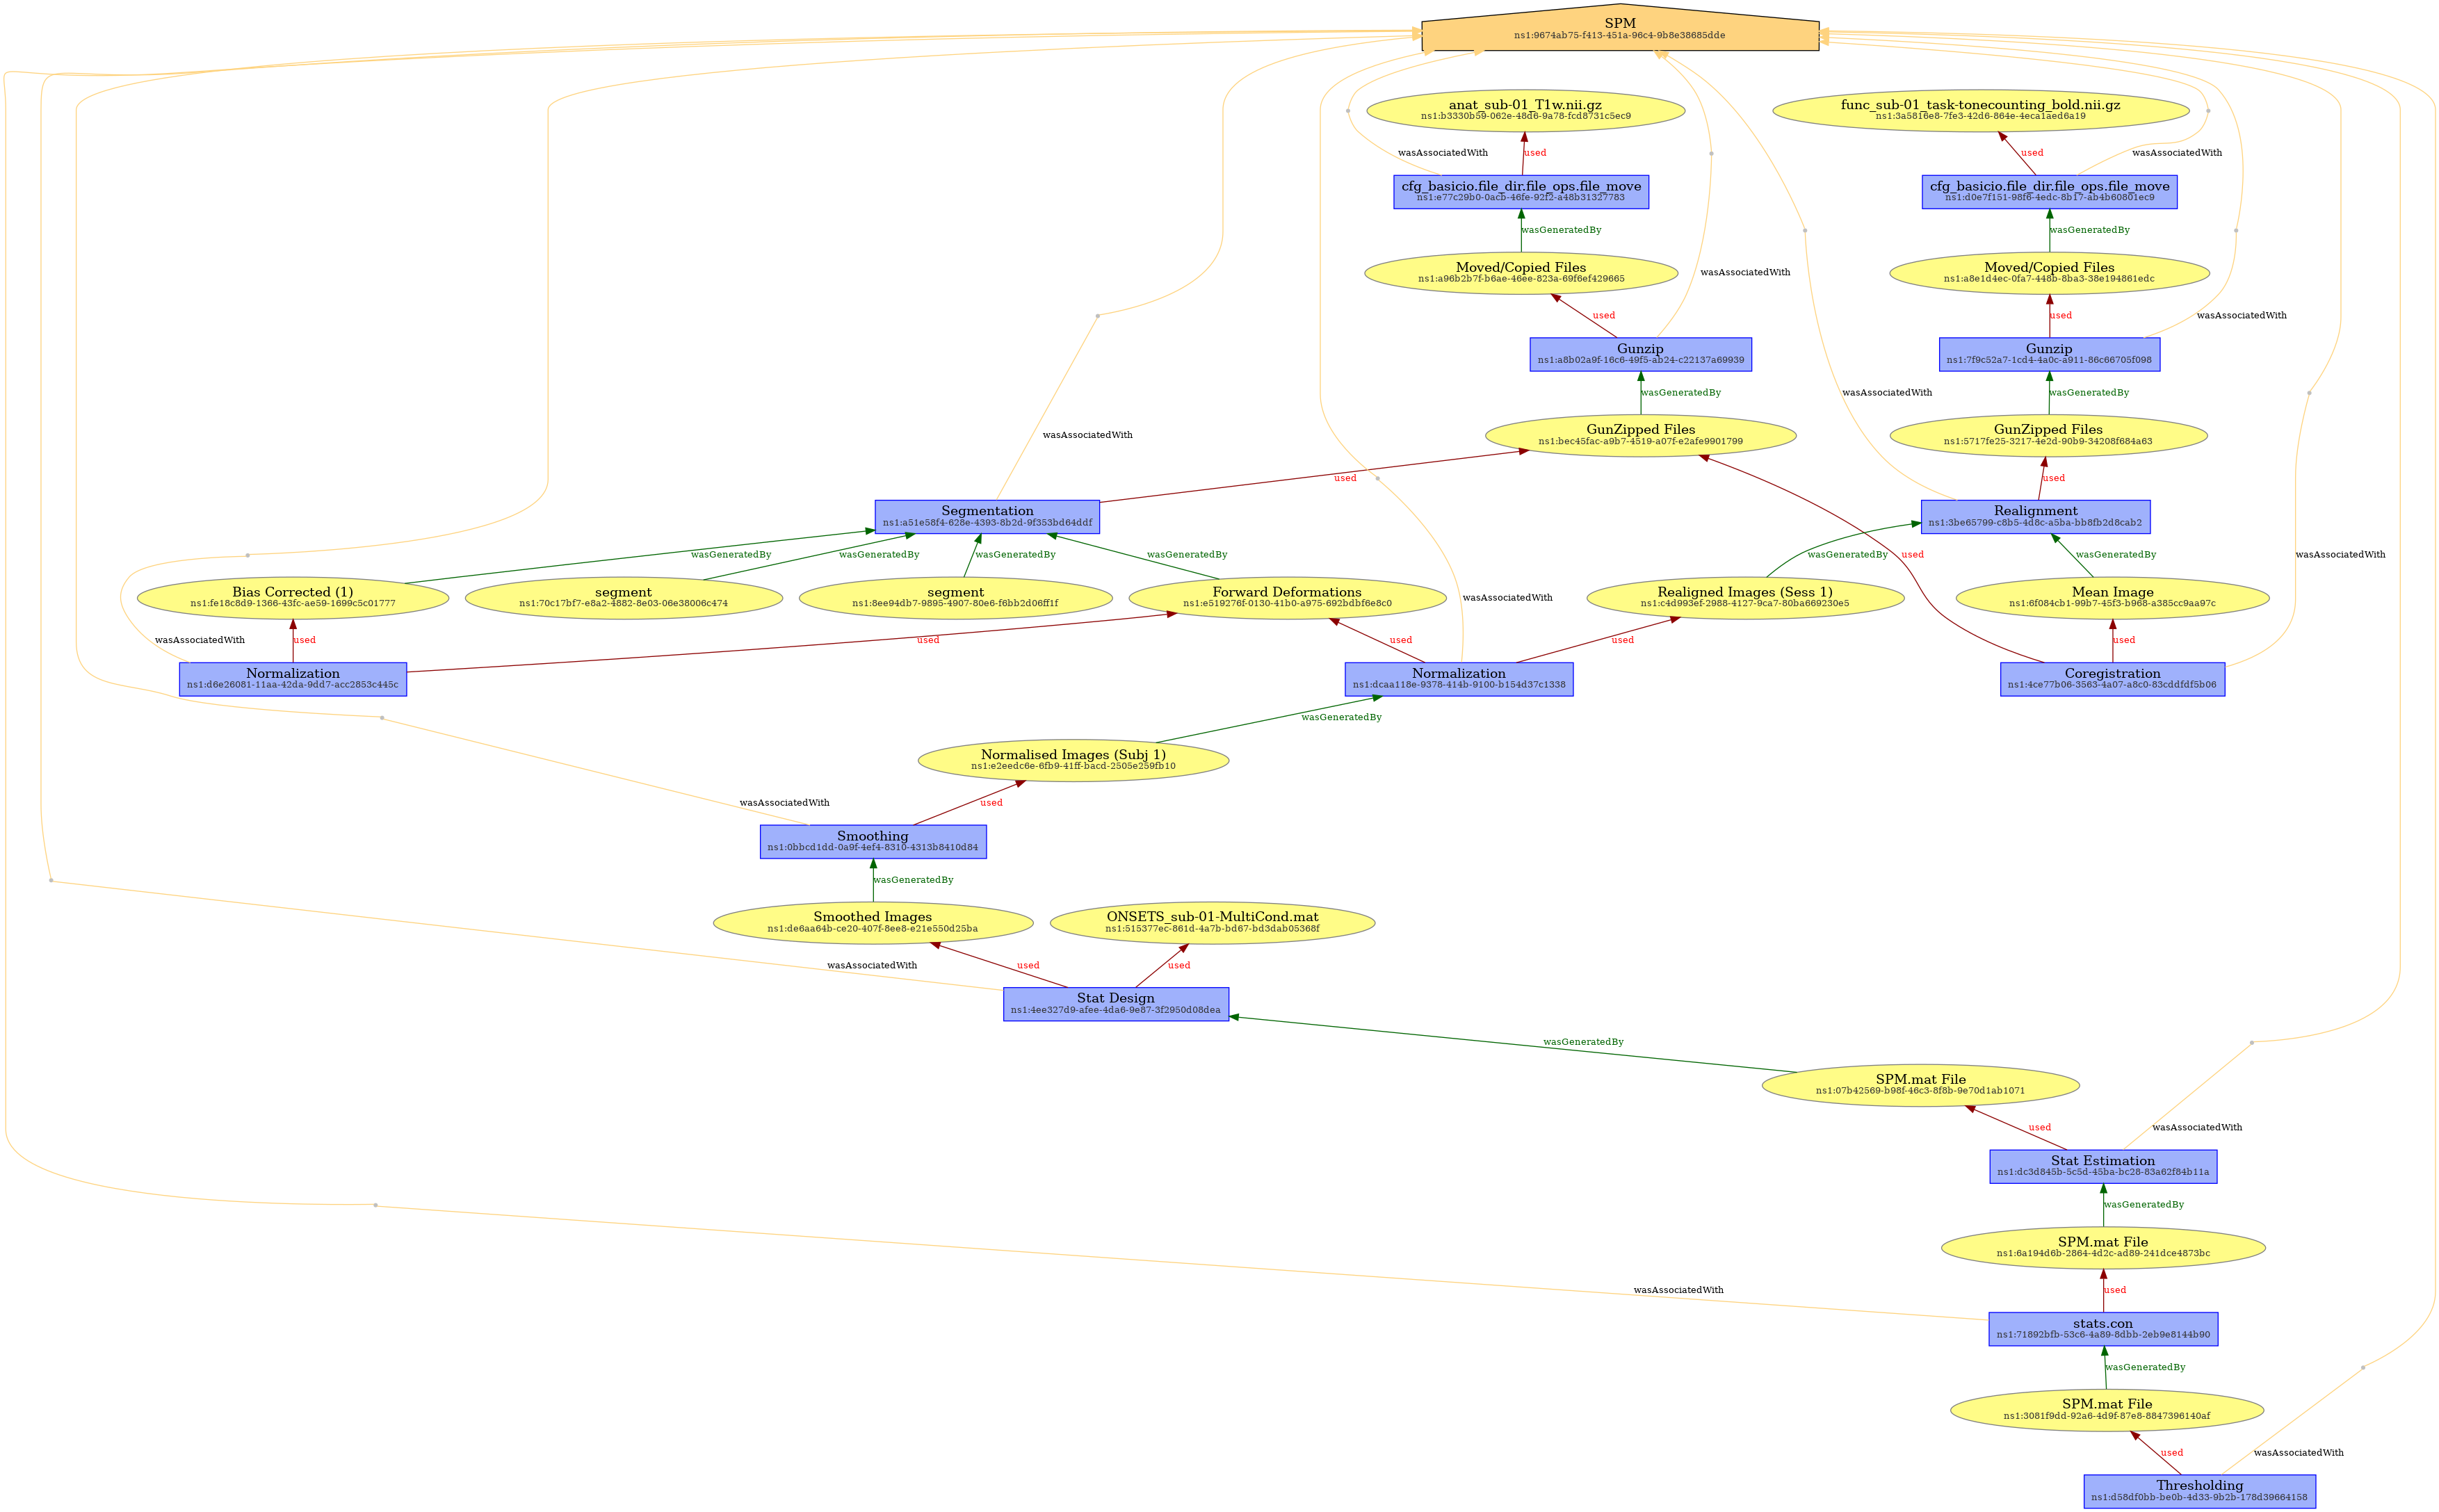 SPM
ns1:9674ab75-f413-451a-96c4-9b8e38685dde
anat_sub-01_T1w.nii.gz
ns1:b3330b59-062e-48d6-9a78-fcd8731c5ec9
func_sub-01_task-tonecounting_bold.nii.gz
ns1:3a5816e8-7fe3-42d6-864e-4eca1aed6a19
wasAssociatedWith
used
used
wasAssociatedWith
cfg_basicio.file_dir.file_ops.file_move
ns1:e77c29b0-0acb-46fe-92f2-a48b31327783
cfg_basicio.file_dir.file_ops.file_move
ns1:d0e7f151-98f6-4edc-8b17-ab4b60801ec9
wasGeneratedBy
wasGeneratedBy
Moved/Copied Files
ns1:a96b2b7f-b6ae-46ee-823a-69f6ef429665
wasAssociatedWith
Moved/Copied Files
ns1:a8e1d4ec-0fa7-448b-8ba3-38e194861edc
used
used
wasAssociatedWith
Gunzip
ns1:a8b02a9f-16c6-49f5-ab24-c22137a69939
Gunzip
ns1:7f9c52a7-1cd4-4a0c-a911-86c66705f098
wasGeneratedBy
wasAssociatedWith
wasGeneratedBy
wasAssociatedWith
GunZipped Files
ns1:bec45fac-a9b7-4519-a07f-e2afe9901799
GunZipped Files
ns1:5717fe25-3217-4e2d-90b9-34208f684a63
used
used
Segmentation
ns1:a51e58f4-628e-4393-8b2d-9f353bd64ddf
Realignment
ns1:3be65799-c8b5-4d8c-a5ba-bb8fb2d8cab2
wasGeneratedBy
wasGeneratedBy
wasGeneratedBy
wasGeneratedBy
wasGeneratedBy
used
wasGeneratedBy
wasAssociatedWith
Bias Corrected (1)
ns1:fe18c8d9-1366-43fc-ae59-1699c5c01777
segment
ns1:70c17bf7-e8a2-4882-8e03-06e38006c474
segment
ns1:8ee94db7-9895-4907-80e6-f6bb2d06ff1f
Forward Deformations
ns1:e519276f-0130-41b0-a975-692bdbf6e8c0
wasAssociatedWith
Realigned Images (Sess 1)
ns1:c4d993ef-2988-4127-9ca7-80ba669230e5
Mean Image
ns1:6f084cb1-99b7-45f3-b968-a385cc9aa97c
wasAssociatedWith
used
used
used
used
used
Normalization
ns1:d6e26081-11aa-42da-9dd7-acc2853c445c
Normalization
ns1:dcaa118e-9378-414b-9100-b154d37c1338
Coregistration
ns1:4ce77b06-3563-4a07-a8c0-83cddfdf5b06
wasGeneratedBy
Normalised Images (Subj 1)
ns1:e2eedc6e-6fb9-41ff-bacd-2505e259fb10
wasAssociatedWith
used
Smoothing
ns1:0bbcd1dd-0a9f-4ef4-8310-4313b8410d84
wasGeneratedBy
Smoothed Images
ns1:de6aa64b-ce20-407f-8ee8-e21e550d25ba
ONSETS_sub-01-MultiCond.mat
ns1:515377ec-861d-4a7b-bd67-bd3dab05368f
wasAssociatedWith
used
used
Stat Design
ns1:4ee327d9-afee-4da6-9e87-3f2950d08dea
wasGeneratedBy
SPM.mat File
ns1:07b42569-b98f-46c3-8f8b-9e70d1ab1071
used
wasAssociatedWith
Stat Estimation
ns1:dc3d845b-5c5d-45ba-bc28-83a62f84b11a
wasGeneratedBy
SPM.mat File
ns1:6a194d6b-2864-4d2c-ad89-241dce4873bc
wasAssociatedWith
used
stats.con
ns1:71892bfb-53c6-4a89-8dbb-2eb9e8144b90
wasGeneratedBy
SPM.mat File
ns1:3081f9dd-92a6-4d9f-87e8-8847396140af
used
wasAssociatedWith
Thresholding
ns1:d58df0bb-be0b-4d33-9b2b-178d39664158